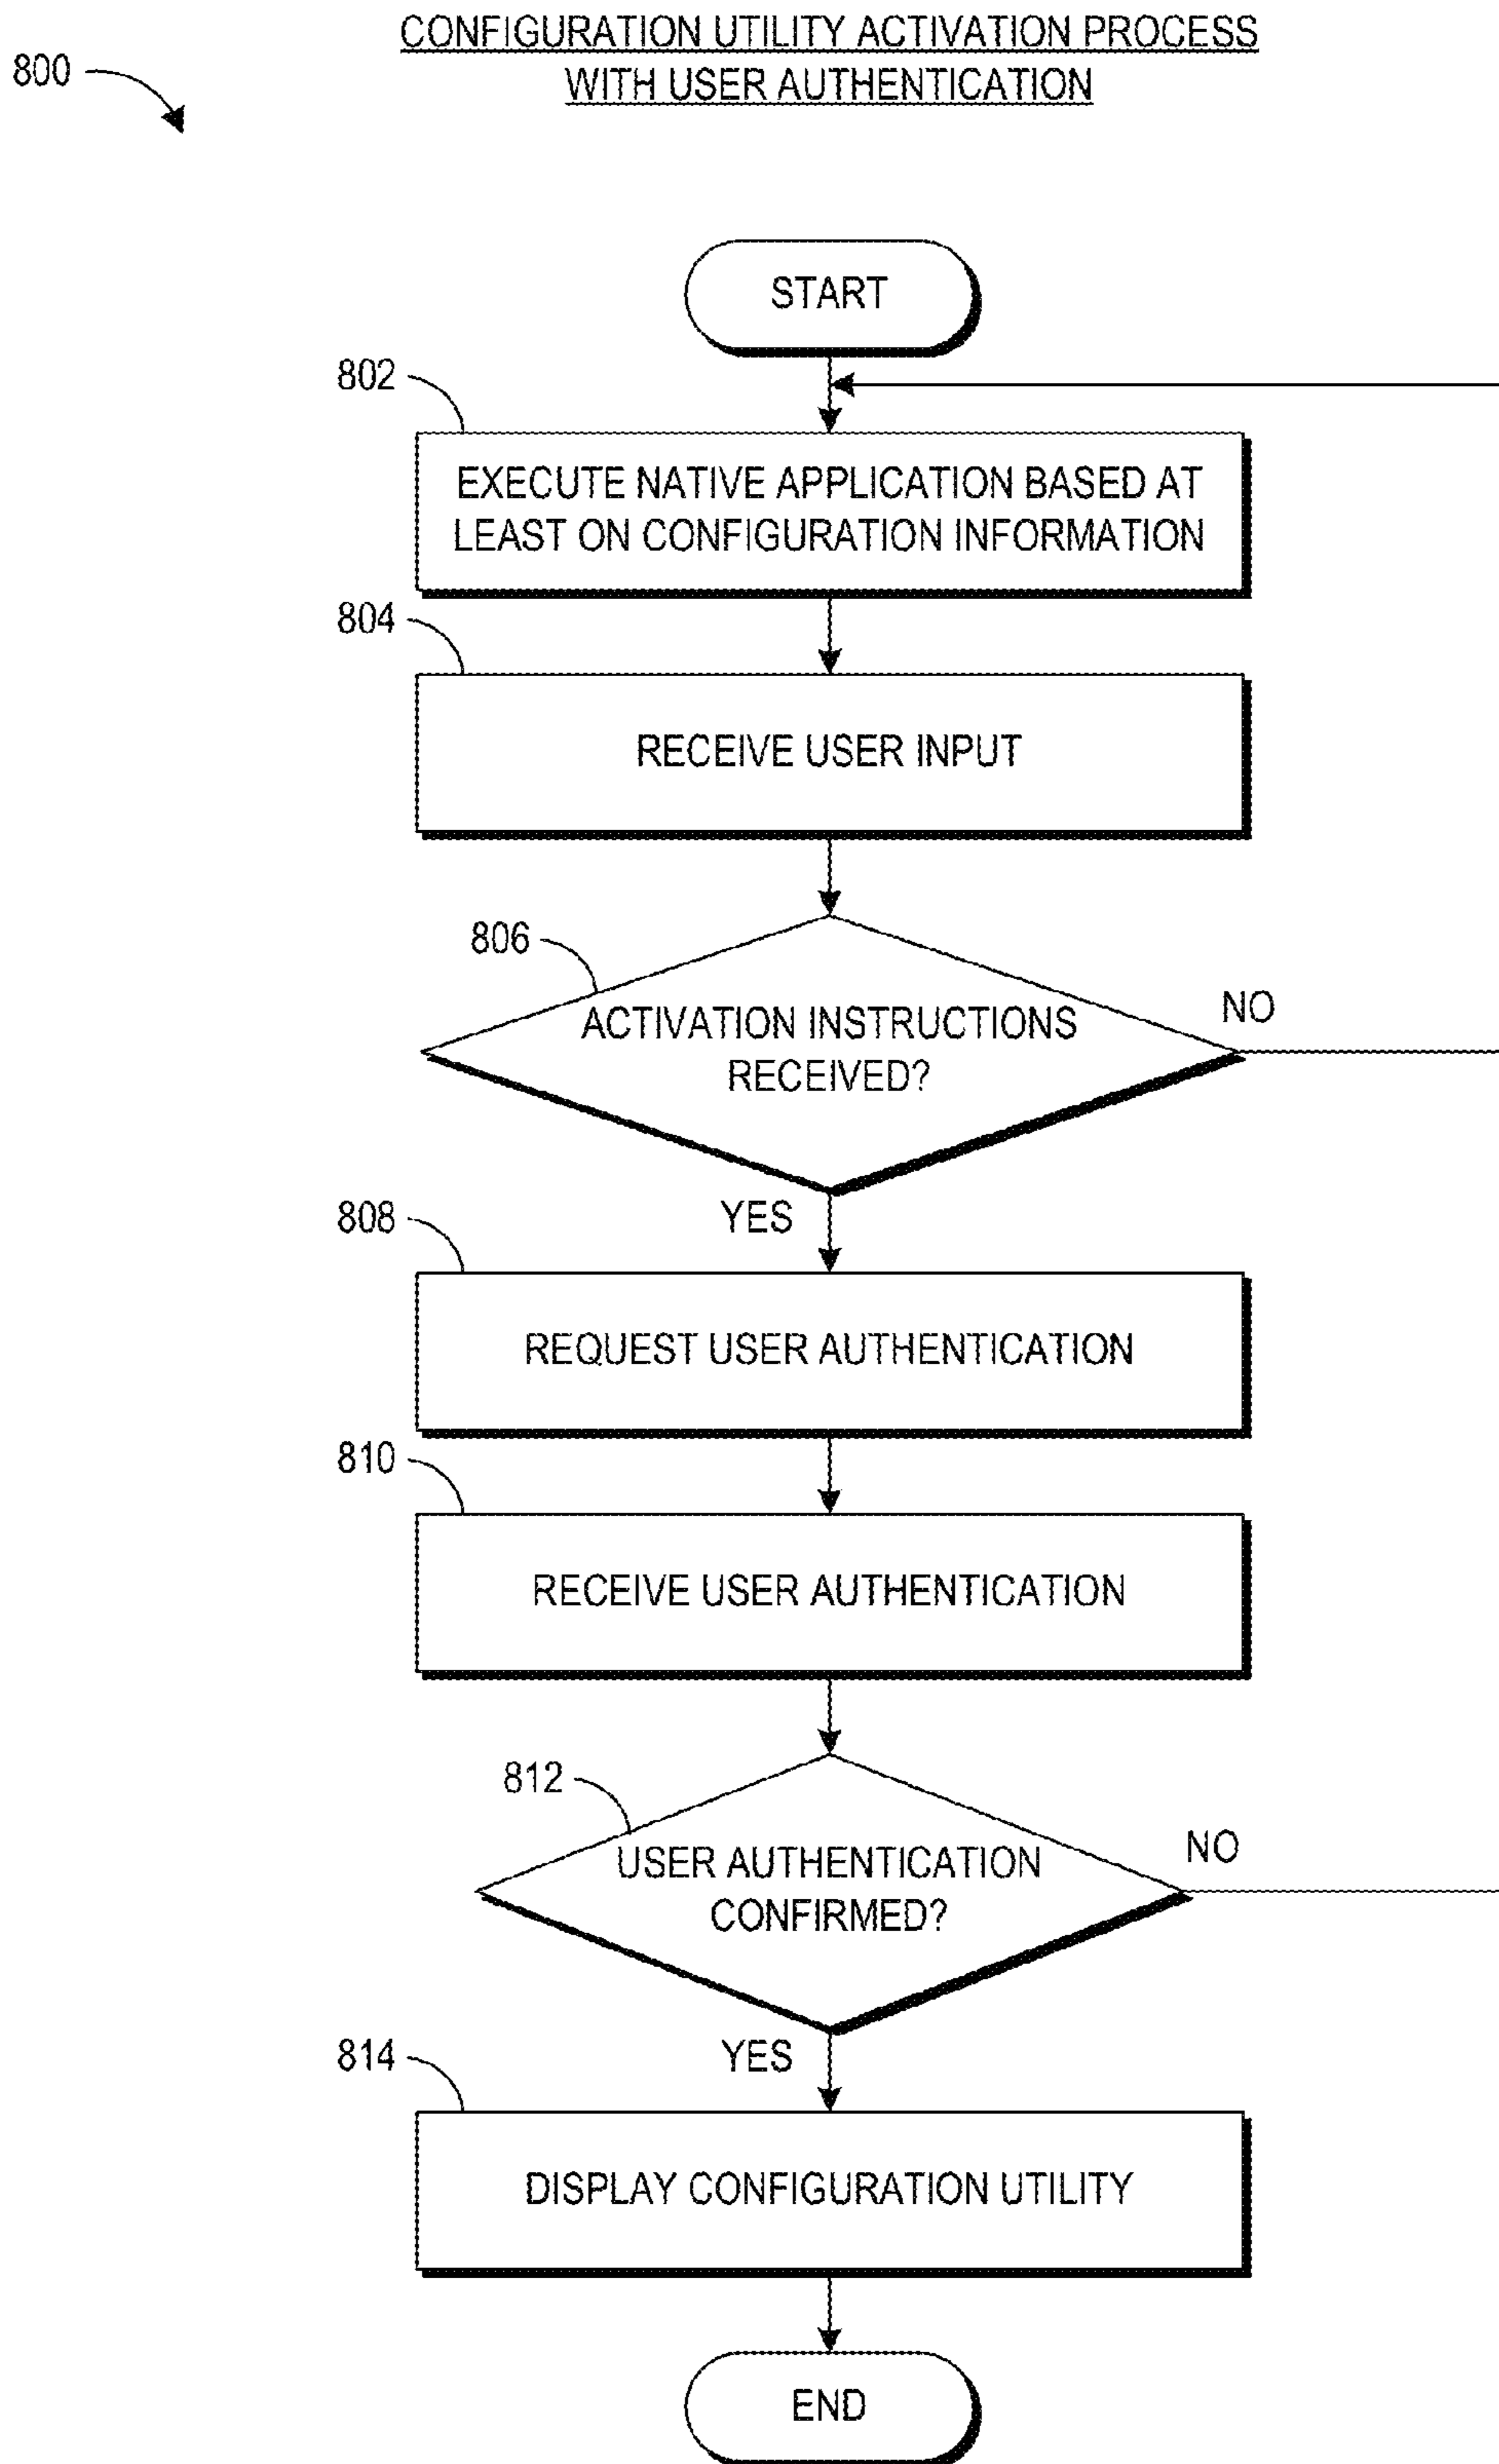 CONFIGURATION UTILITY ACTIVATION PROCESS
WITH USER AUTHENTICATION
800
START
802
EXECUTE NATIVE APPLICATION BASED AT
LEAST ON CONFIGURATION INFORMATION
804
RECEIVE USER INPUT
806
ACTIVATION INSTRUCTIONS
RECEIVED?
NO
YES
808
REQUEST USER AUTHENTICATION
810
RECEIVE USER AUTHENTICATION
812
USER AUTHENTICATION
CONFIRMED?
NO
YES
814
DISPLAY CONFIGURATION UTILITY
END